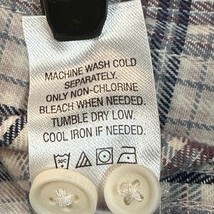 MACHINE WASH COLD
SEPARATELY.
ONLY NON-CHLORINE
BLEACH WHEN NEEDED.
TUMBLE DRY LOW.
COOL IRON IF NEEDED.